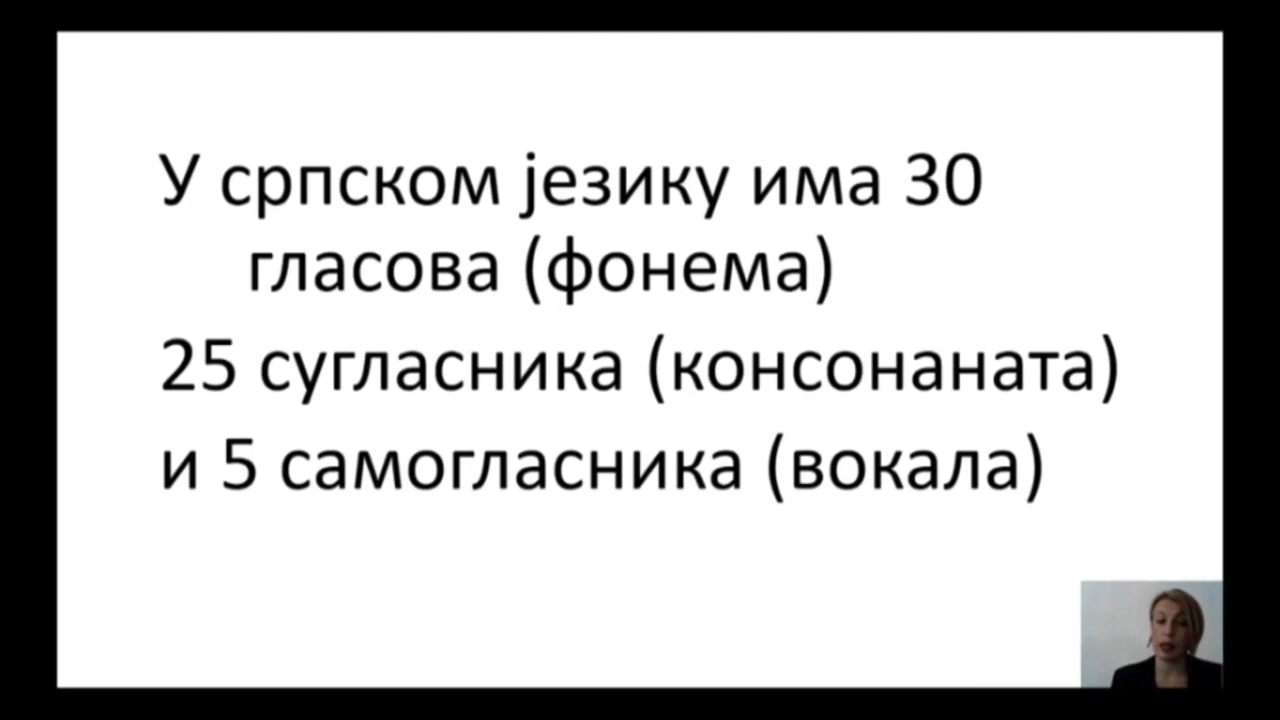 У српском језику има 30
гласова (фонема)
25 сугласника (консонаната)
и 5 самогласника (вокала)